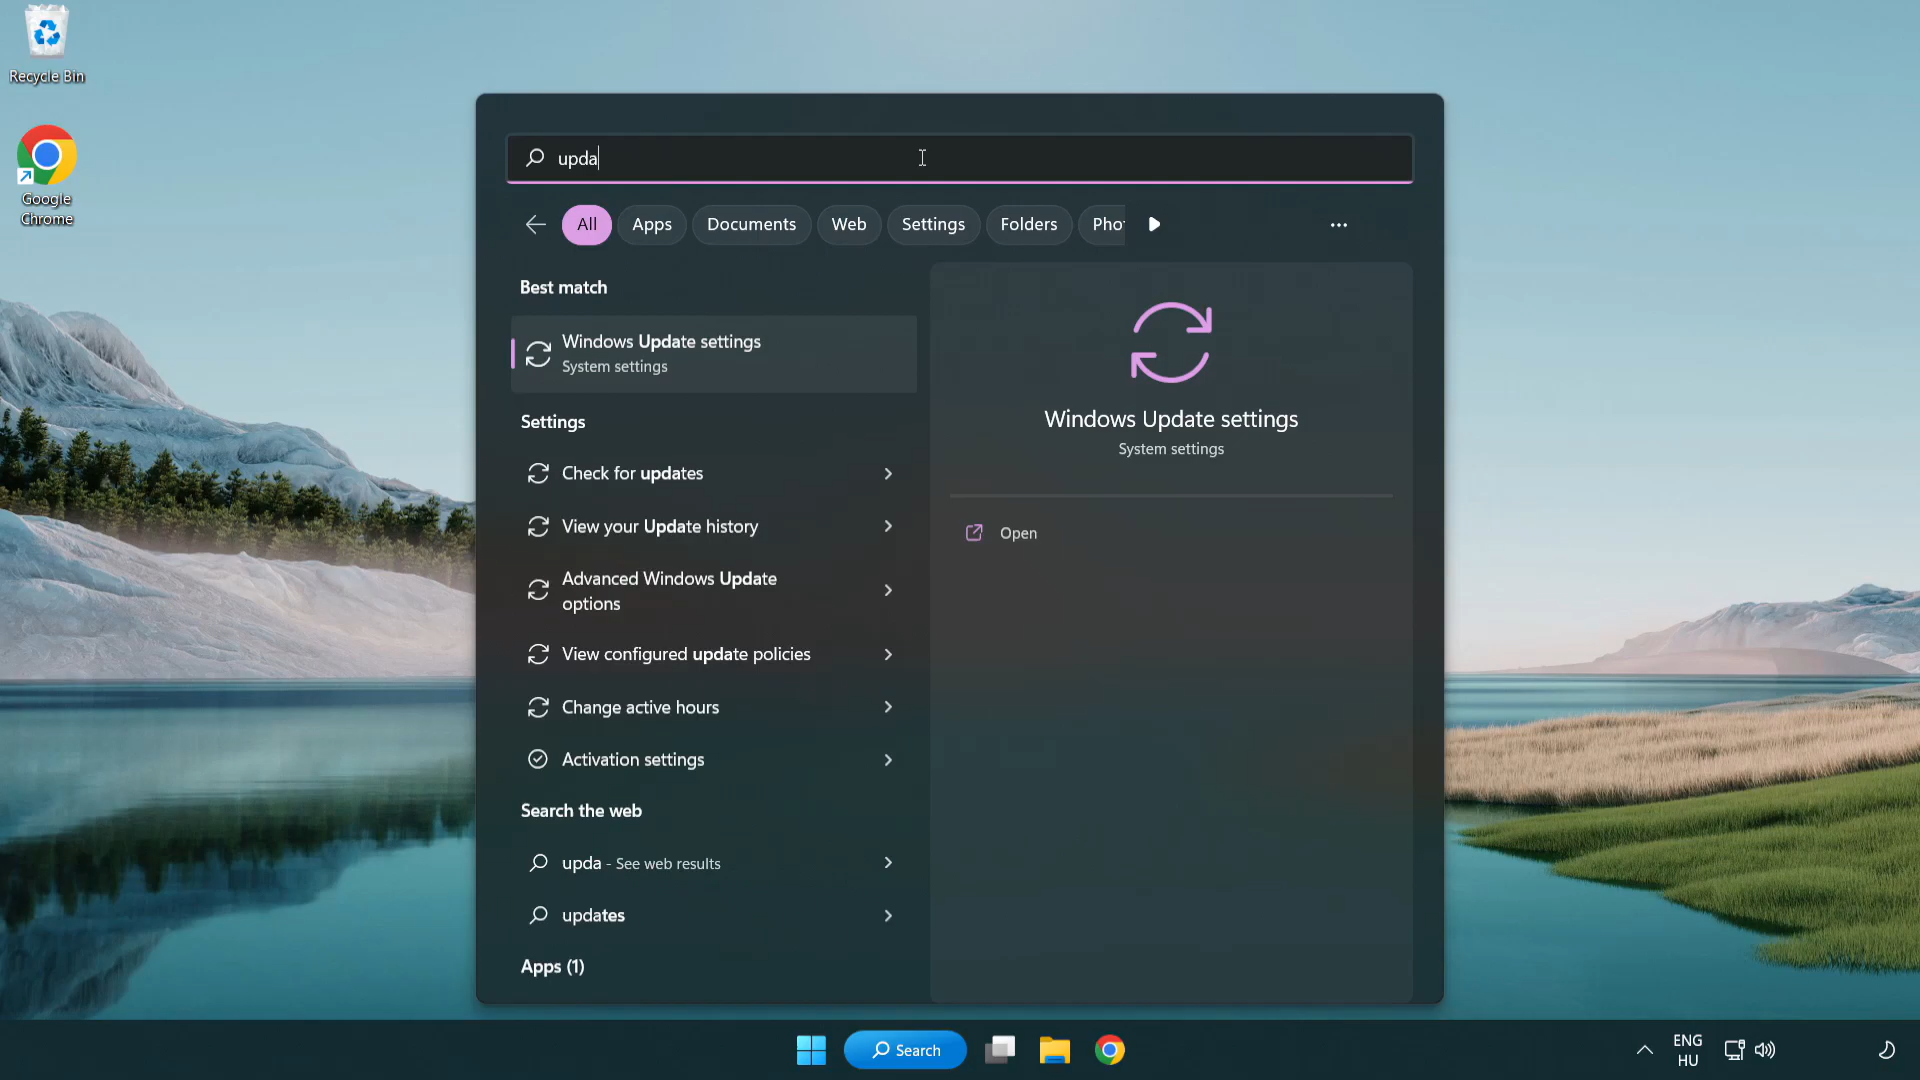 Recycle Bin
Google
Chrome
upda
All
Apps
Documents
Web
Settings
Folders
Pho
Best match
Windows Update settings
System settings
Settings
Check for updates
View your Update history
Advanced Windows Update
options
View configured update policies
Change active hours
Activation settings
Search the web
upda - See web results
updates
Apps (1)
Windows Update settings
System settings
Open
Search
ENG
HU